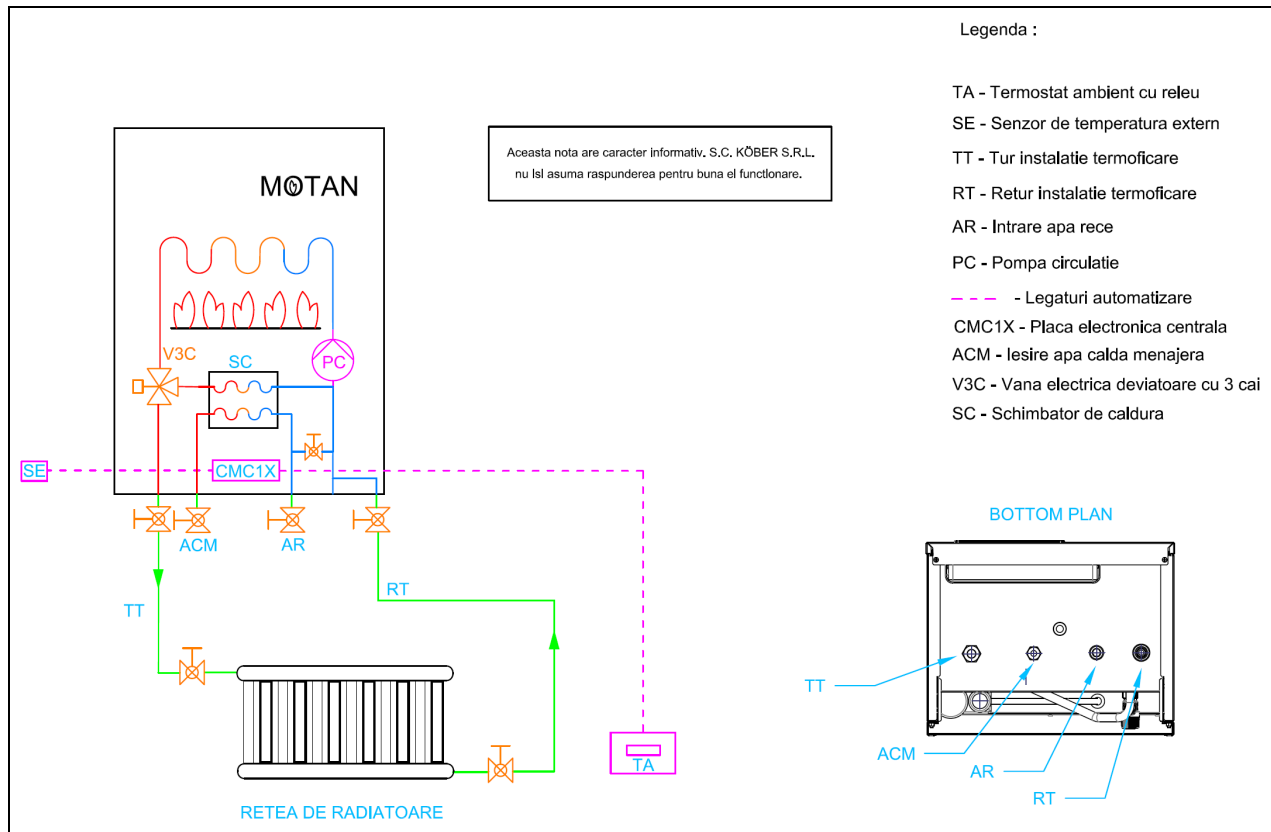 Legenda :
TA - Termostat ambient cu releu
SE - Senzor de temperatura extern
TT - Tur instalatie termoficare
RT - Retur instalatie termoficare
AR - Intrare apa rece
PC - Pompa circulatie
- Legaturi automatizare
CMC1X - Placa electronica centrala
ACM - Iesire apa calda menajera
V3C - Vana electrica deviatoare cu 3 cai
SC - Schimbator de caldura
Aceasta nota are caracter informativ. S.C. KÖBER S.R.L.
nu isi asuma raspunderea pentru buna ei functionare.
MOTAN
V3C
SC
PC
SE
CMC1X
ACM
AR
TT
RT
TA
RETEA DE RADIATOARE
BOTTOM PLAN
TT
ACM
AR
RT